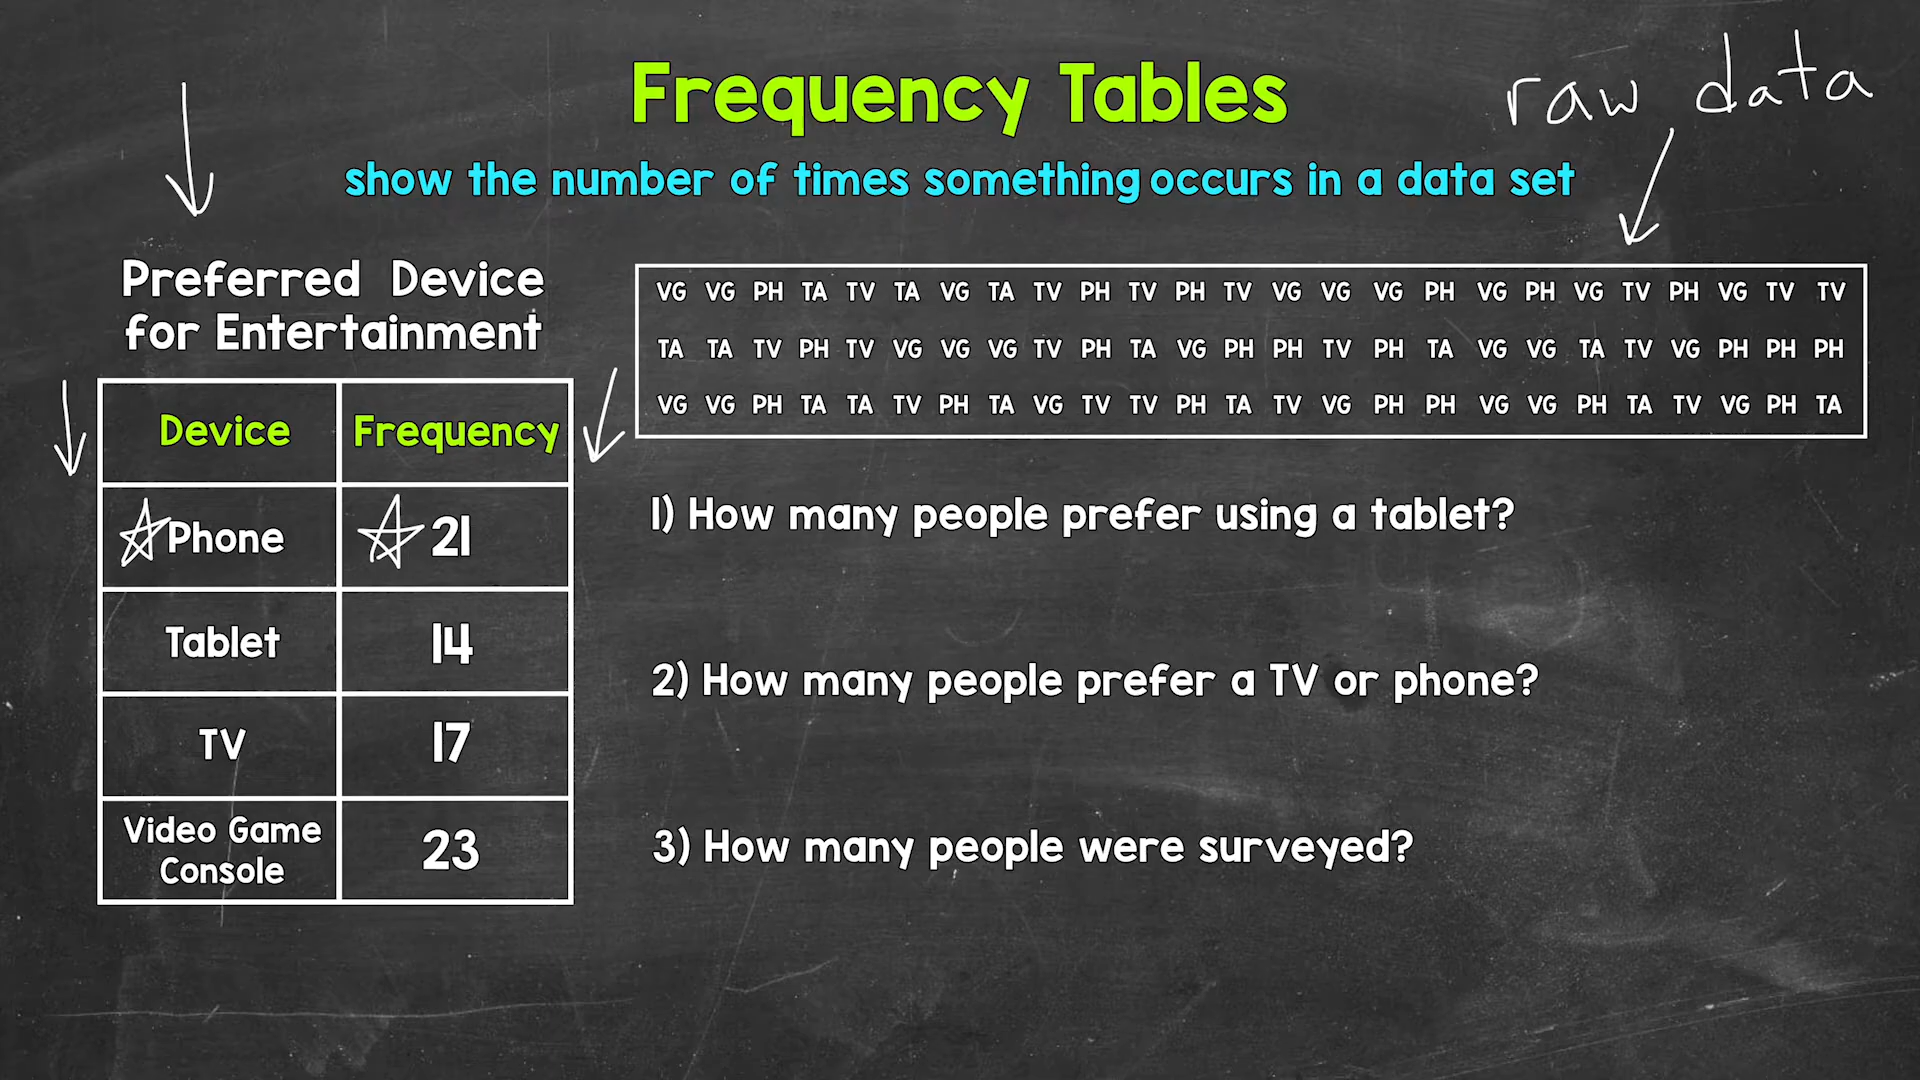 Frequency Tables
raw data
show the number of times something occurs in a data set
Preferred Device
for Entertainment
Device Frequency
Phone 21
Tablet 14
TV 17
Video Game
Console 23
VG VG PH TA TV TA VG TA TV PH TV PH TV VG VG VG PH VG PH VG TV PH VG TV TV
TA TA TV PH TV VG VG VG TV PH TA VG PH PH TV PH TA VG VG TA TV VG PH PH PH
VG VG PH TA TA TV PH TA VG TV TV PH TA TV VG PH PH VG VG PH TA TV VG PH TA
1) How many people prefer using a tablet?
2) How many people prefer a TV or phone?
3) How many people were surveyed?